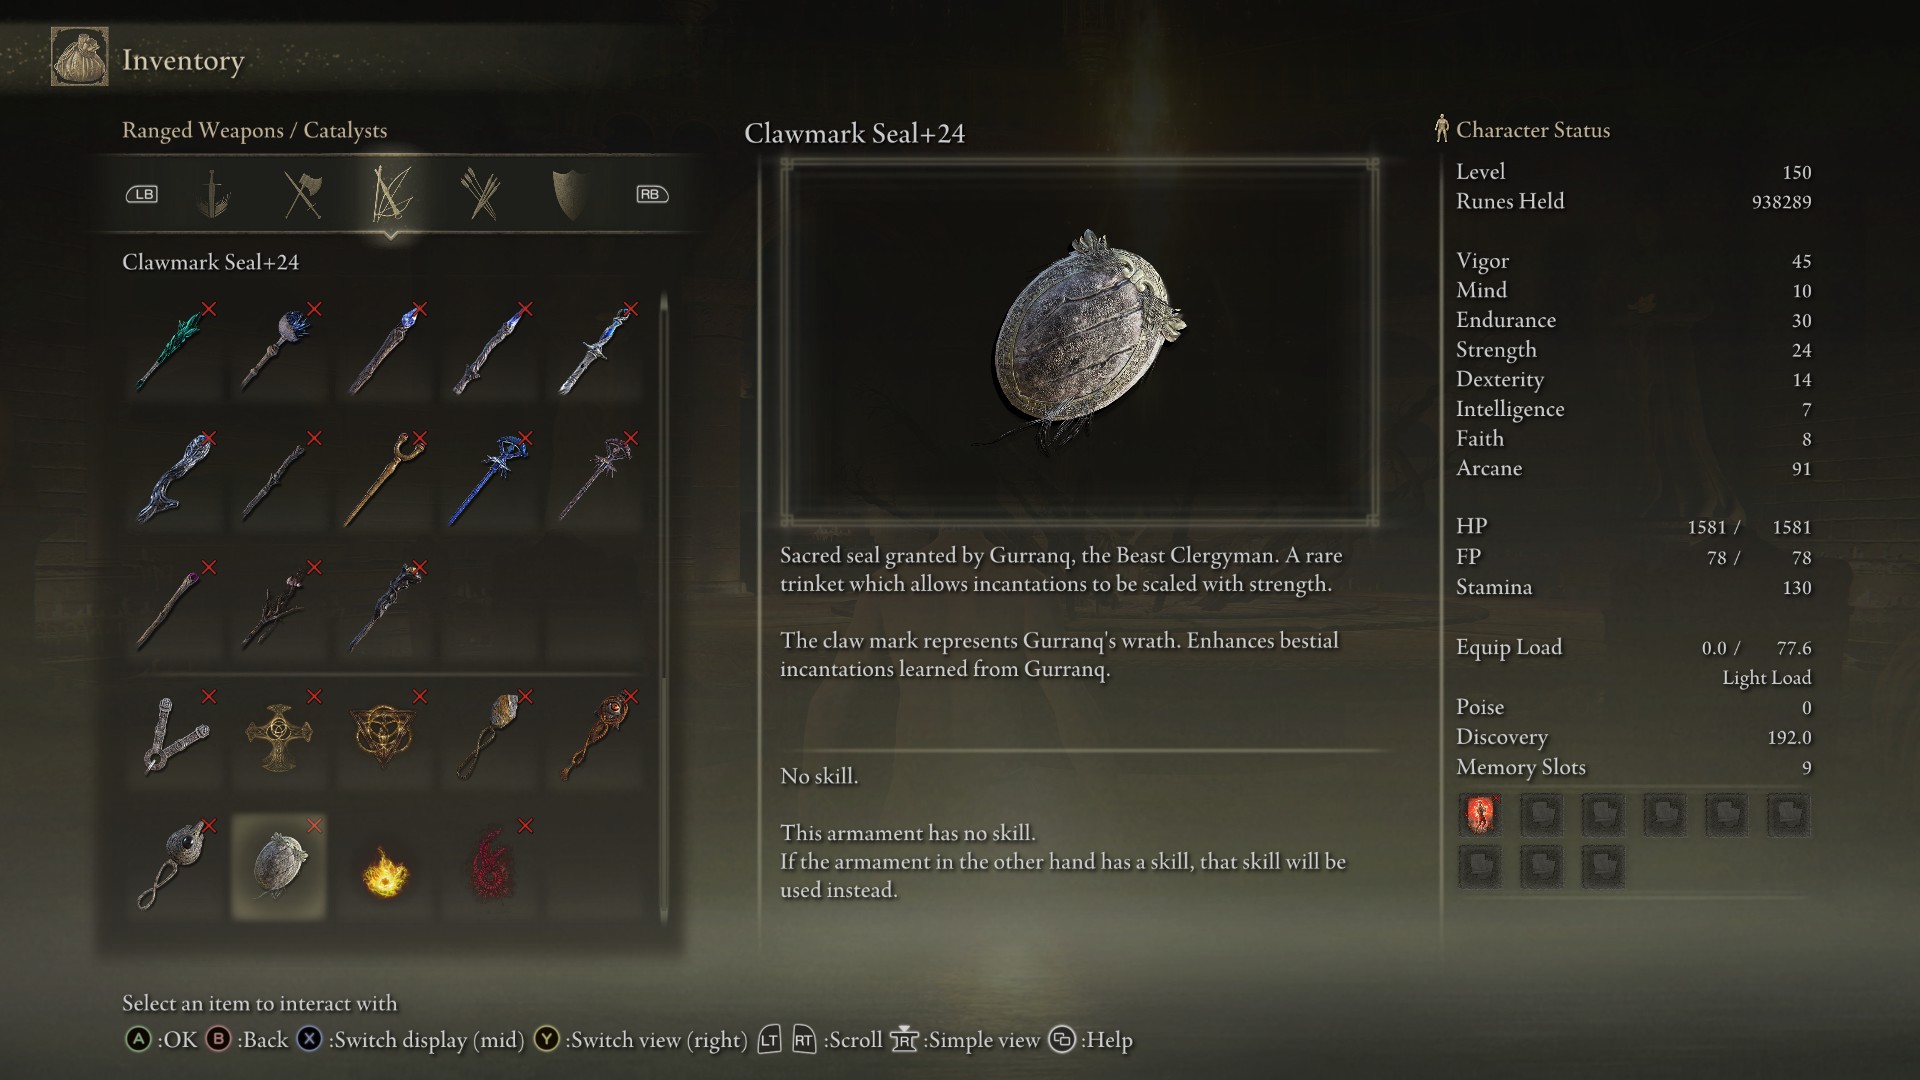 Inventory
Ranged Weapons / Catalysts
LB
RB
Clawmark Seal+24
Clawmark Seal+24
Sacred seal granted by Gurranq, the Beast Clergyman. A rare
trinket which allows incantations to be scaled with strength.
The claw mark represents Gurranq's wrath. Enhances bestial
incantations learned from Gurranq.
No skill.
This armament has no skill.
If the armament in the other hand has a skill, that skill will be
used instead.
Character Status
Level 150
Runes Held 938289
Vigor 45
Mind 10
Endurance 30
Strength 24
Dexterity 14
Intelligence 7
Faith 8
Arcane 91
HP 1581 / 1581
FP 78 / 78
Stamina 130
Equip Load 0.0 / 77.6
Light Load
Poise 0
Discovery 192.0
Memory Slots 9
Select an item to interact with
A :OK B :Back X :Switch display (mid) Y :Switch view (right) LT RT :Scroll R :Simple view :Help